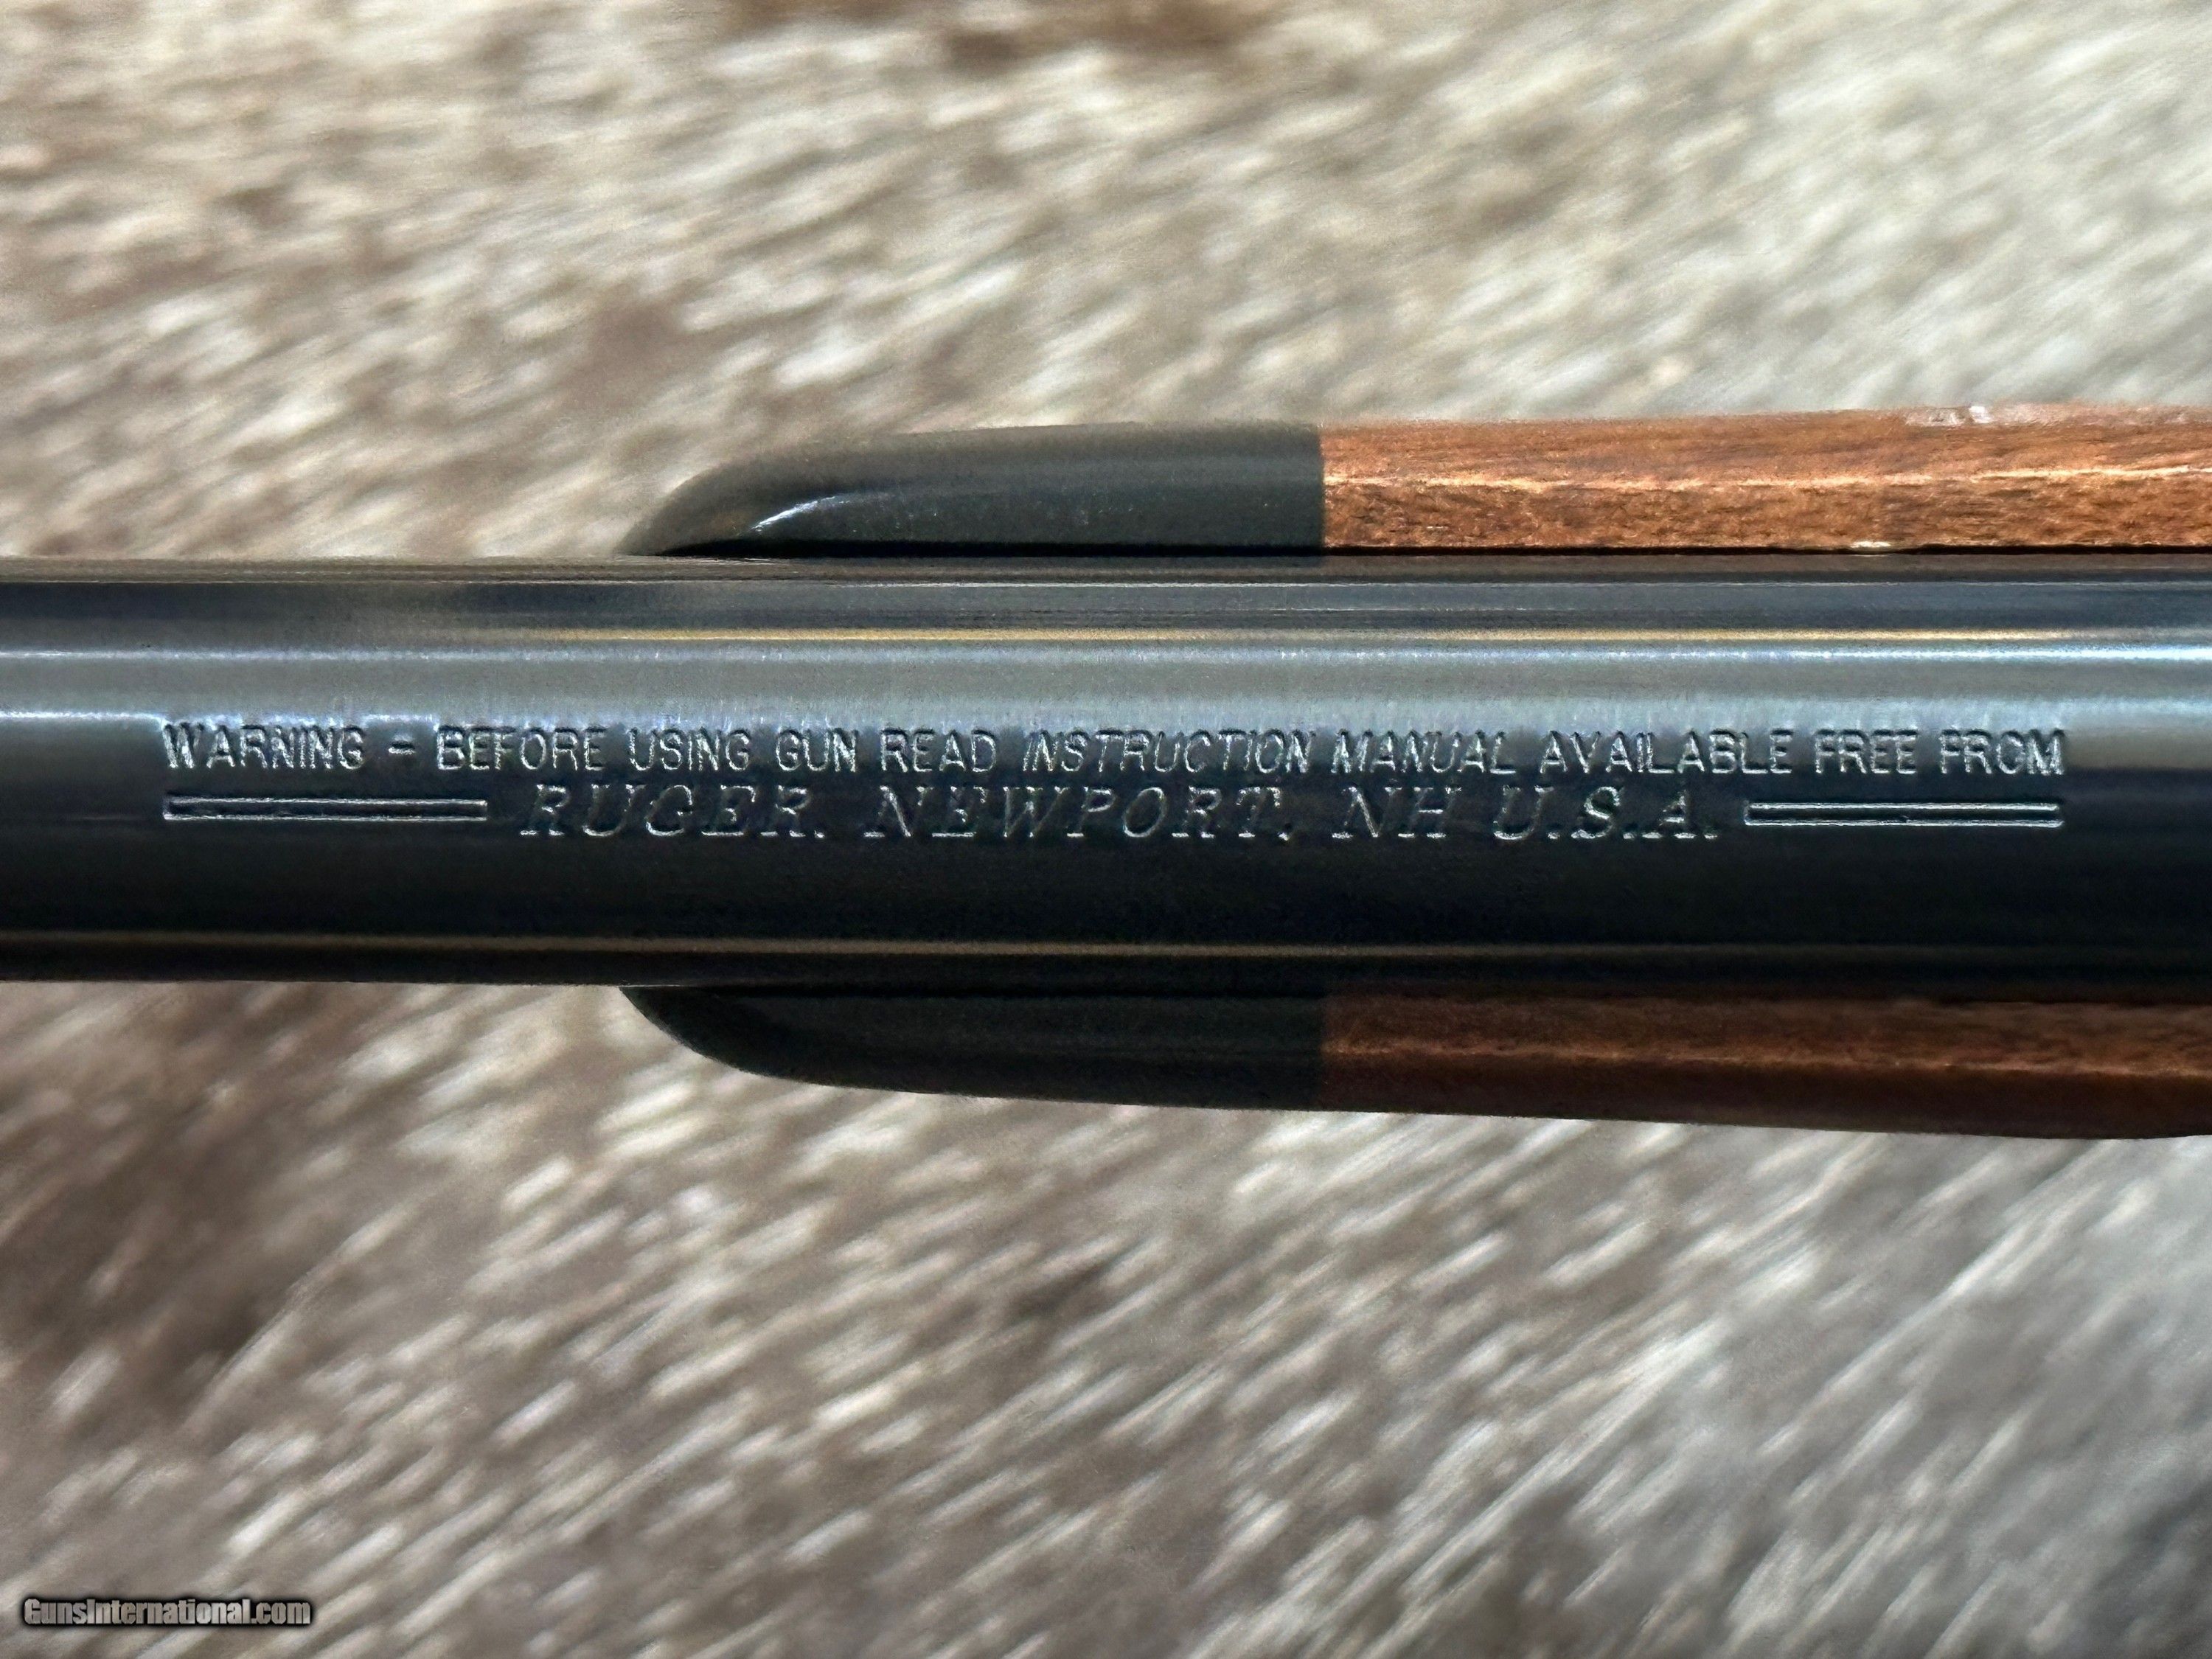 WARNING - BEFORE USING GUN READ INSTRUCTION MANUAL AVAILABLE FREE FROM
RUGER. NEWPORT, NH U.S.A.
GunsInternational.com